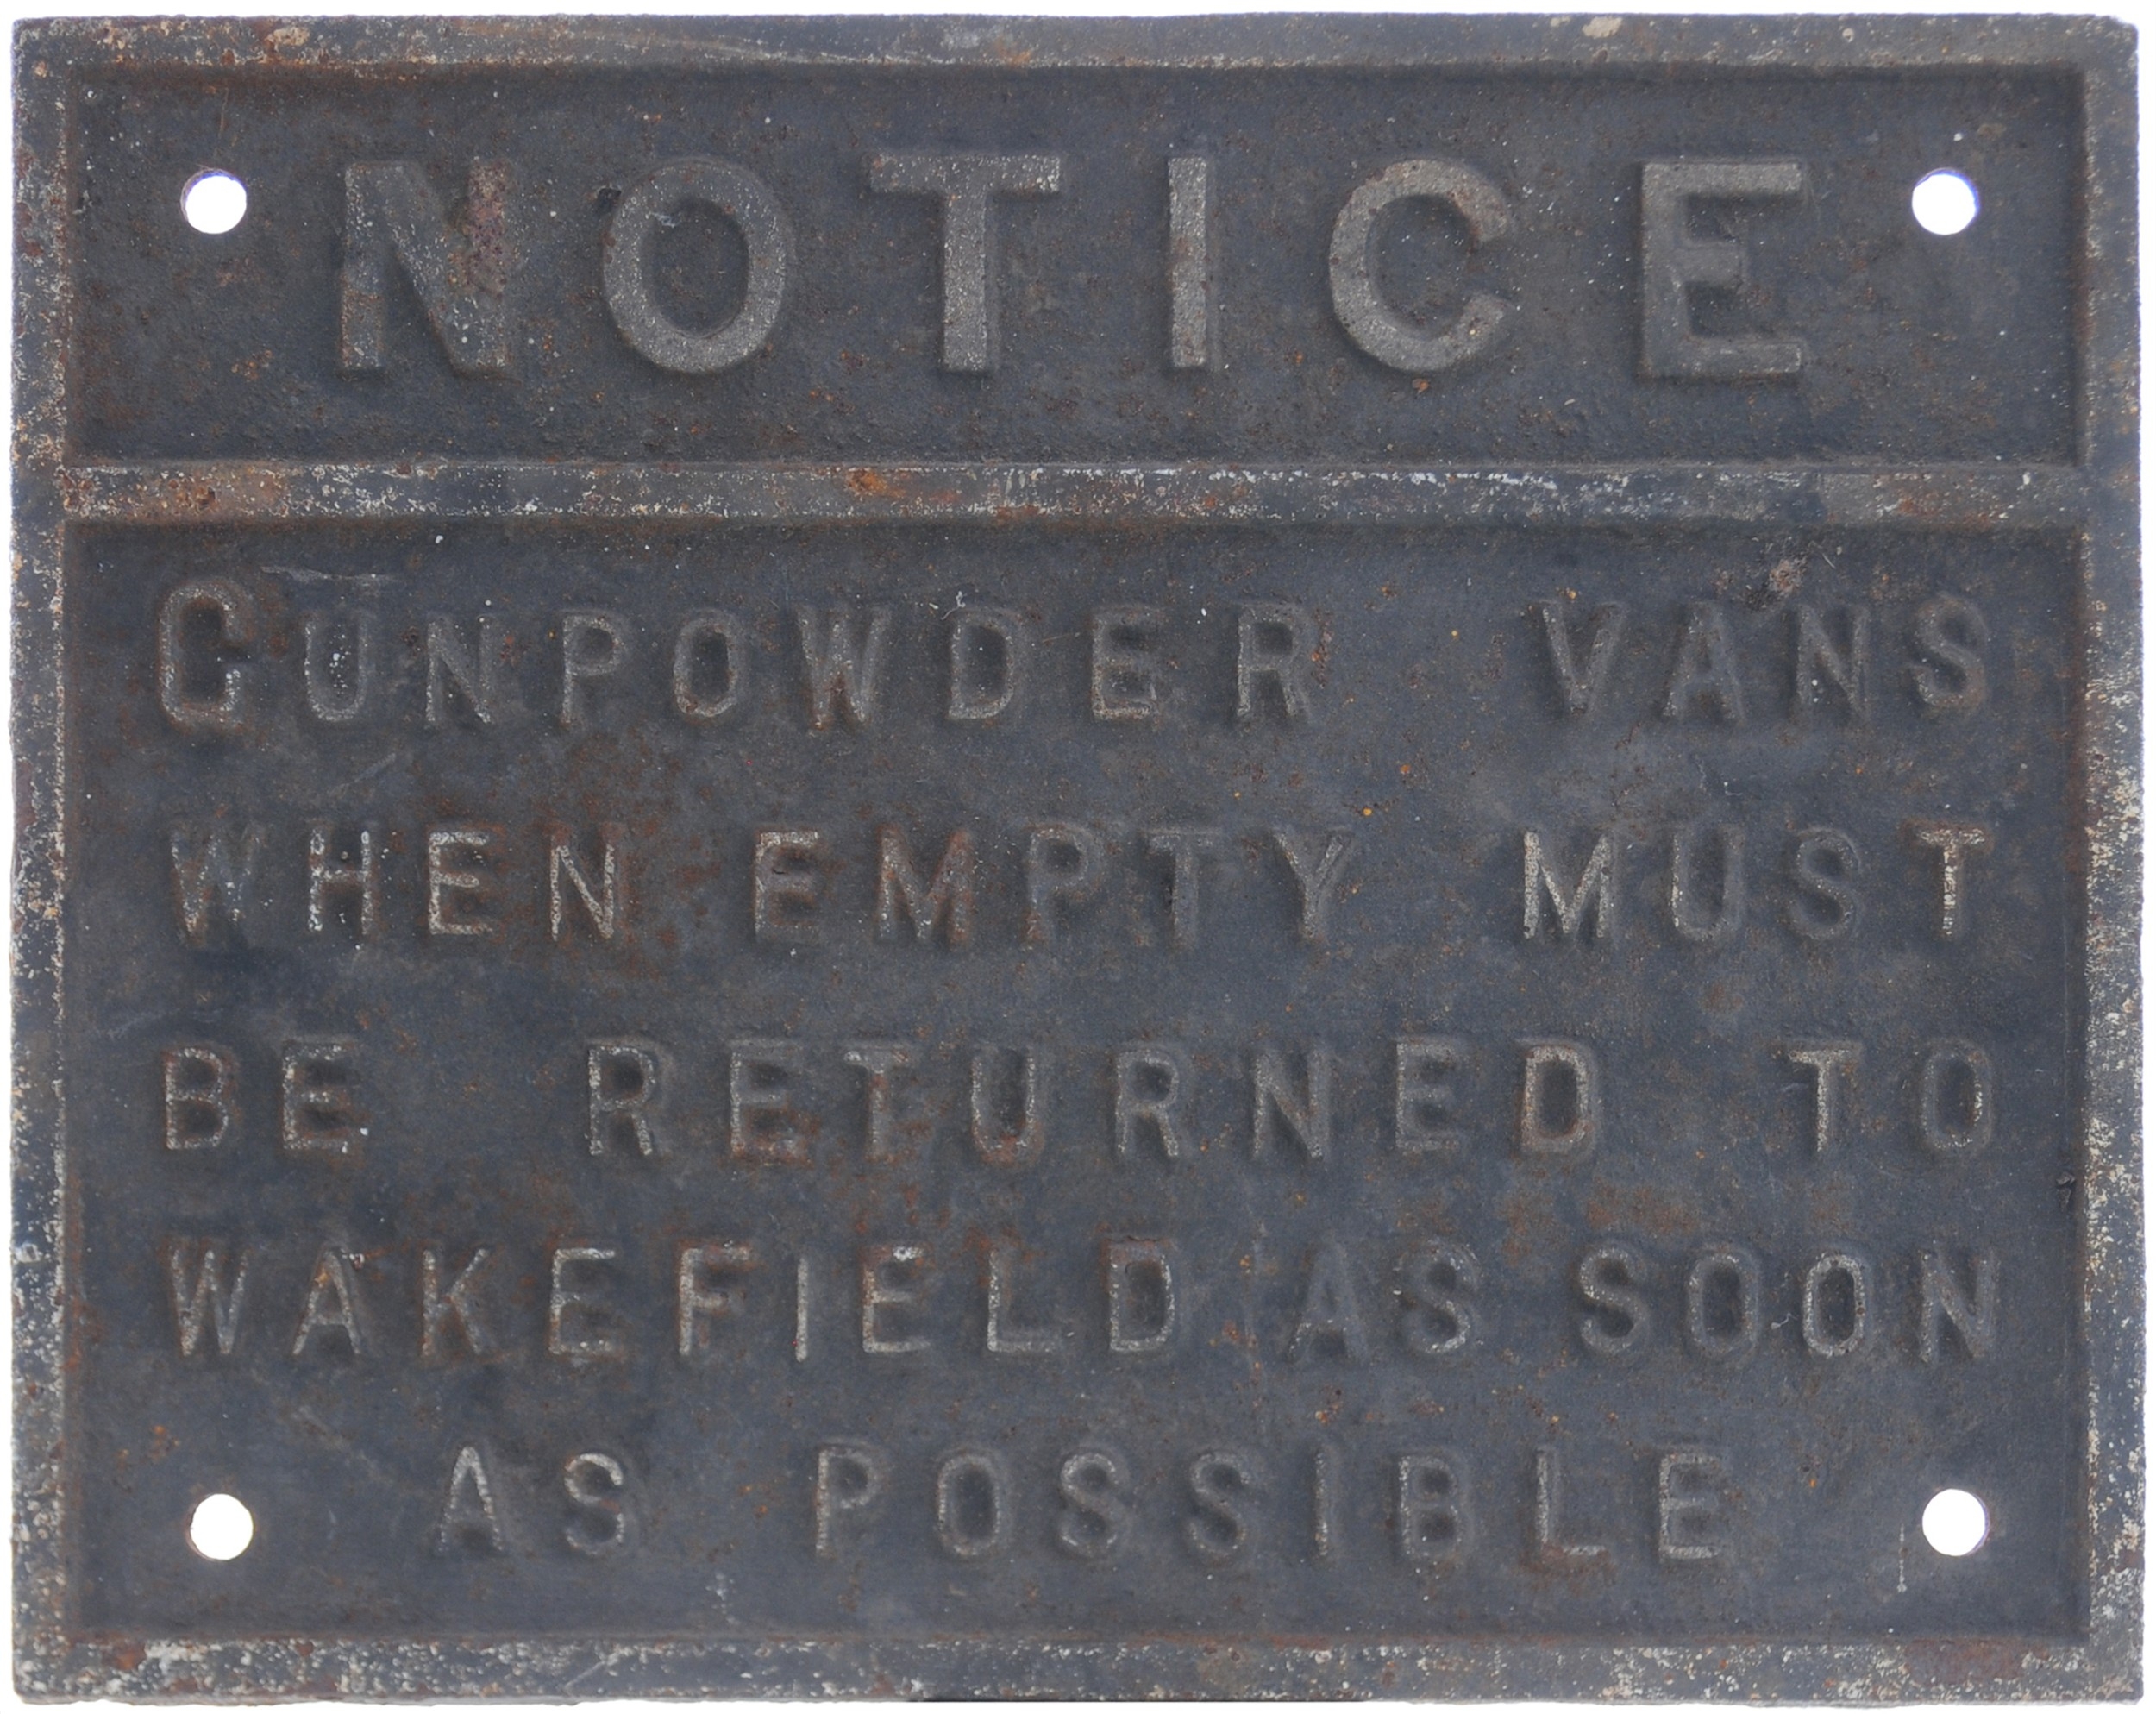 NOTICE
GUNPOWDER VANS
WHEN EMPTY MUST
BE RETURNED TO
WAKEFIELD AS SOON
AS POSSIBLE